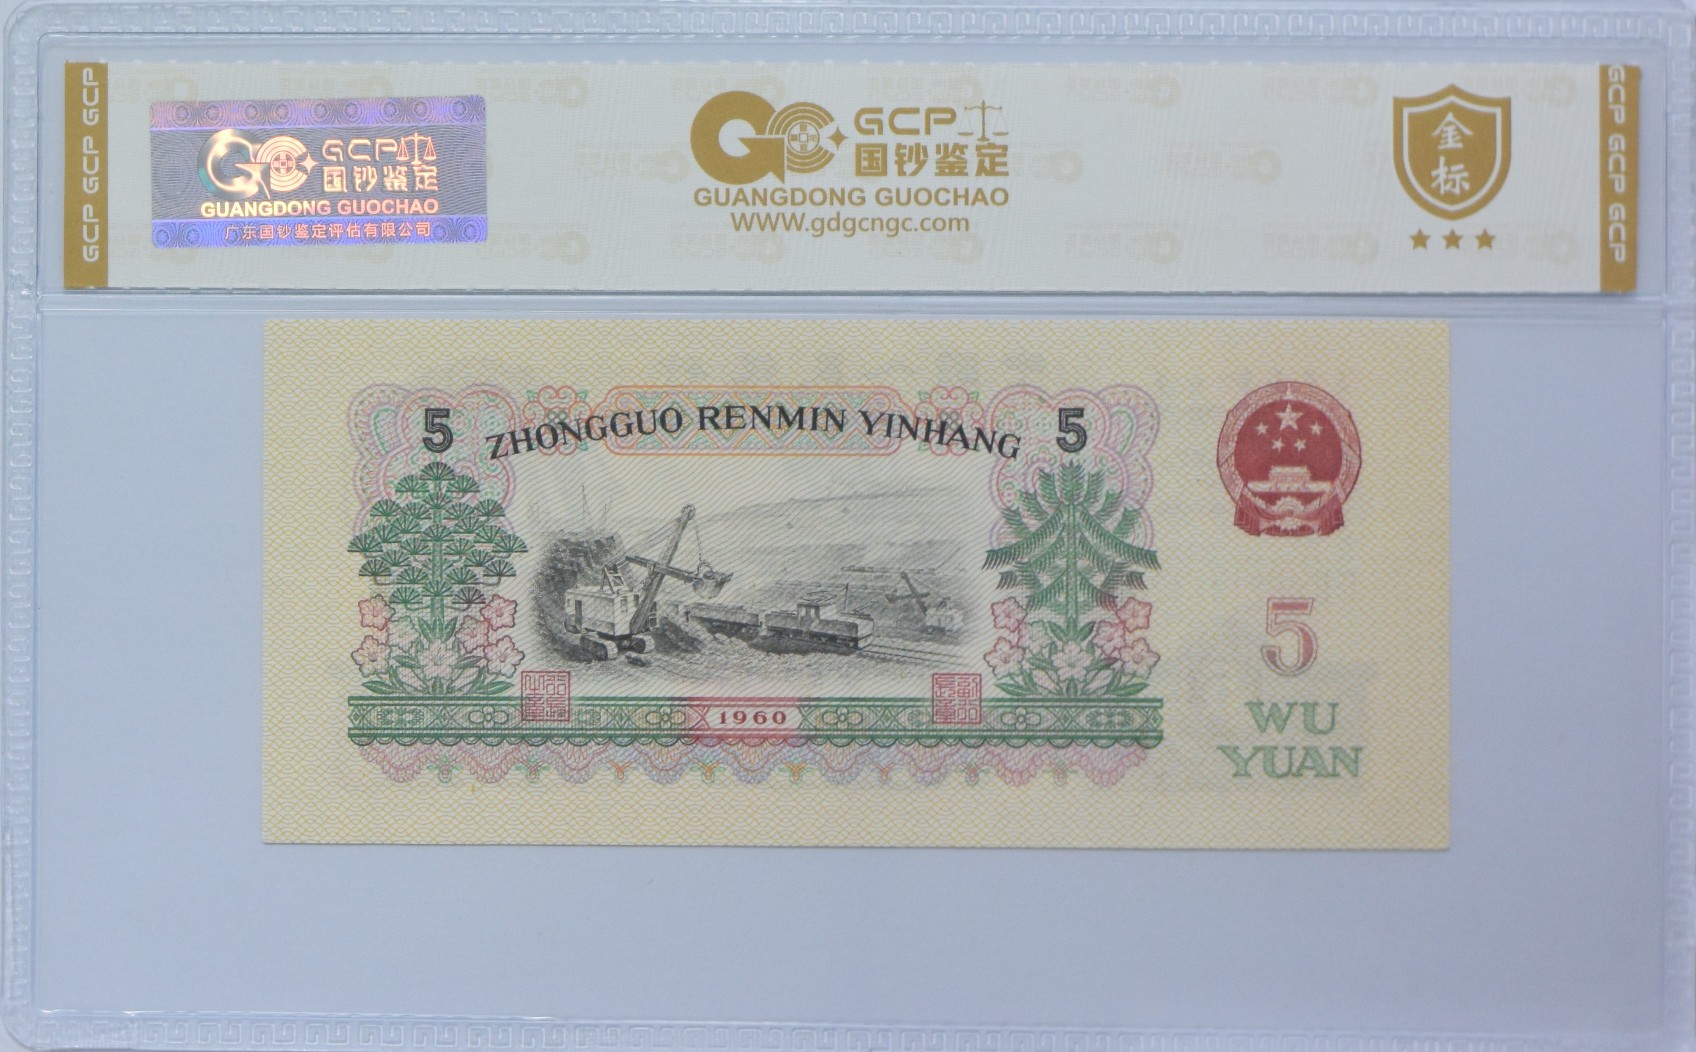 GCP GCP GCP
GCP
国钞鉴定
GUANGDONG GUOCHAO
广东国钞鉴定评估有限公司
GCP
国钞鉴定
GUANGDONG GUOCHAO
WWW.gdgcngc.com
金
标
GCP GCP GCP
5
ZHONGGUO RENMIN YINHANG
5
1960
5
WU
YUAN